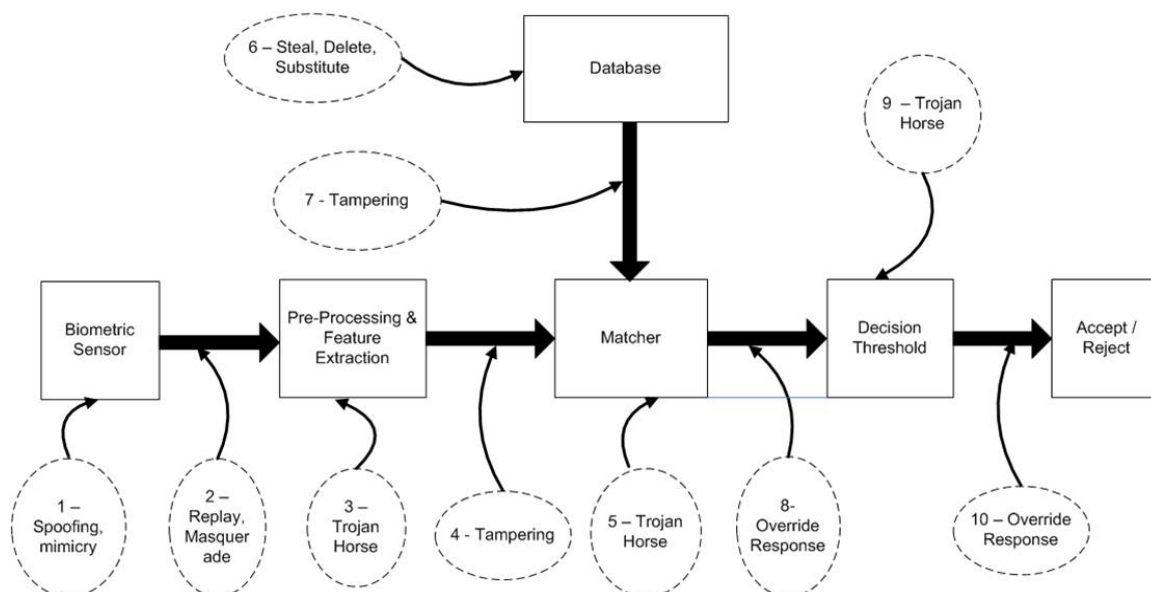 6 – Steal, Delete,
Substitute
Database
9 – Trojan
Horse
7 - Tampering
Biometric
Sensor
Pre-Processing &
Feature
Extraction
Matcher
Decision
Threshold
Accept /
Reject
1 –
Spoofing,
mimicry
2 –
Replay,
Masquer
ade
3 –
Trojan
Horse
4 - Tampering
5 – Trojan
Horse
8-
Override
Response
10 – Override
Response